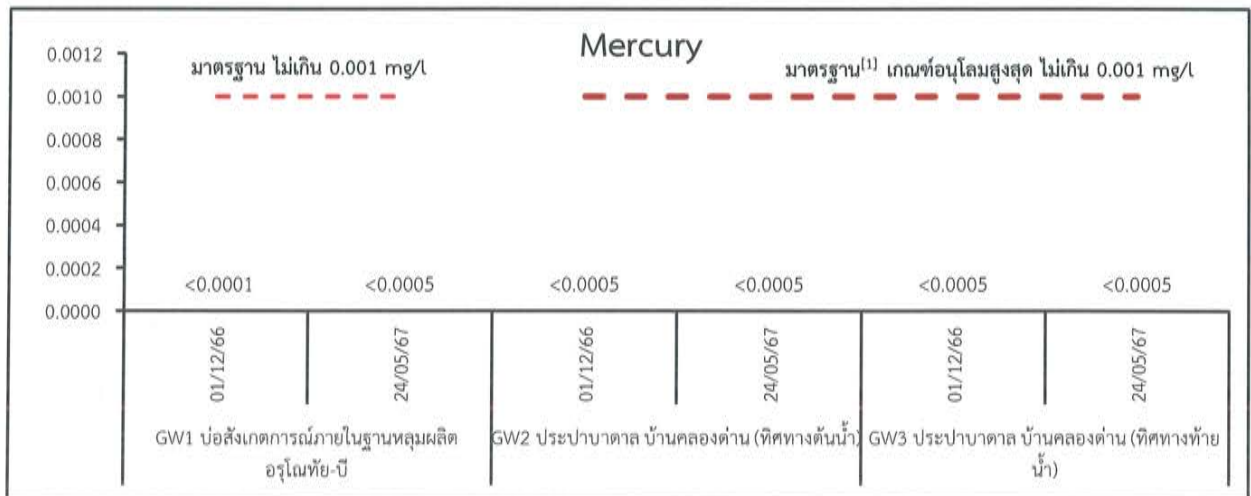 Mercury
มาตรฐาน ไม่เกิน 0.001 mg/l
มาตรฐาน[1] เกณฑ์อนุโลมสูงสุด ไม่เกิน 0.001 mg/l
0.0012
0.0010
0.0008
0.0006
0.0004
0.0002
0.0000
<0.0001
<0.0005
<0.0005
<0.0005
<0.0005
<0.0005
01/12/66
24/05/67
01/12/66
24/05/67
01/12/66
24/05/67
GW1 บ่อสังเกตการณ์ภายในฐานหลุมผลิต
อรุโณทัย-บี
GW2 ประปาบาดาล บ้านคลองด่าน (ทิศทางต้นน้ำ)
GW3 ประปาบาดาล บ้านคลองด่าน (ทิศทางท้าย
น้ำ)